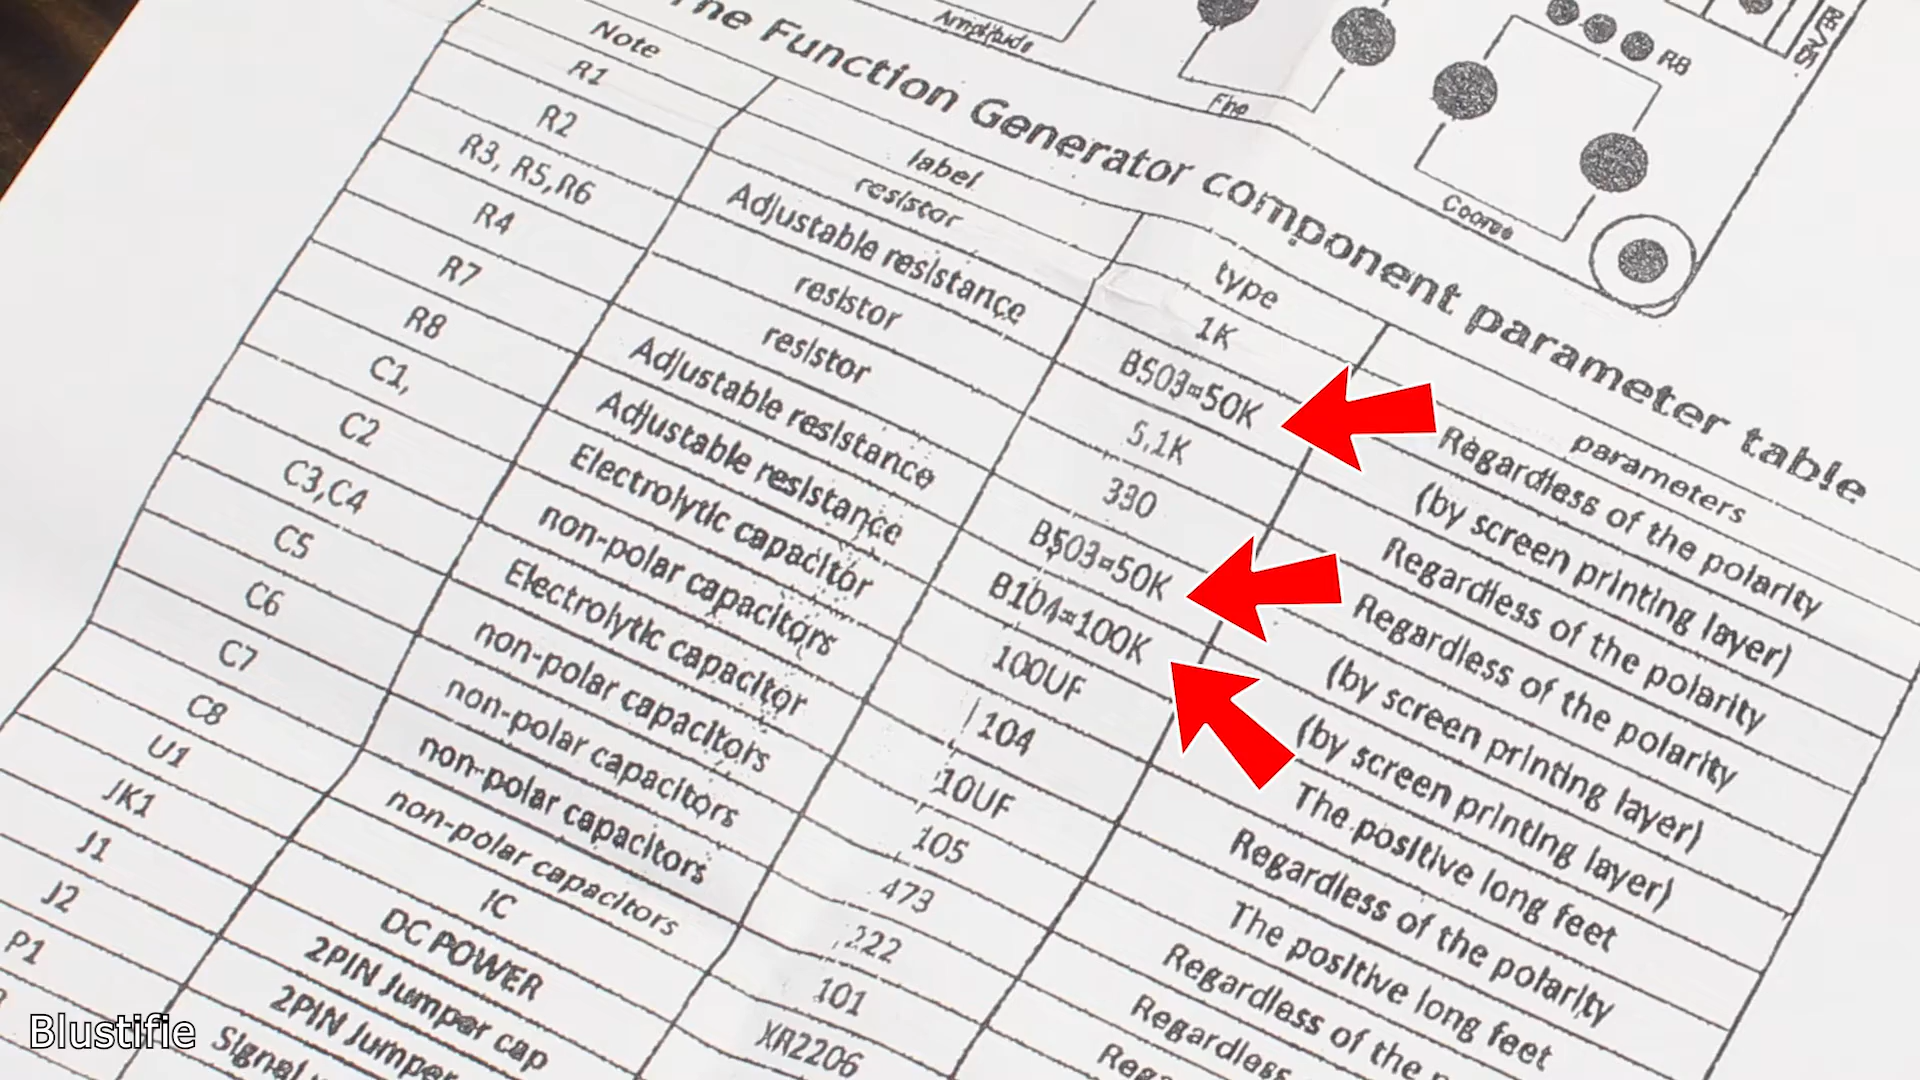 Amplitude
Fine
Coorse
R8
The Function Generator component parameter table
Note label type parameters
R1 resistor 1K Regardless of the polarity
R2 Adjustable resistance B503=50K (by screen printing layer)
R3, R5,R6 resistor 5,1K Regardless of the polarity
R4 resistor 330 Regardless of the polarity
R7 Adjustable resistance B503=50K (by screen printing layer)
R8 Adjustable resistance B104=100K (by screen printing layer)
C1, Electrolytic capacitor 100UF The positive long feet
C2 non-polar capacitors 104 Regardless of the polarity
C3,C4 Electrolytic capacitor 10UF The positive long feet
C5 non-polar capacitors 105 Regardless of the
C6 non-polar capacitors 473 Regardless
C7 non-polar capacitors 222
C8 non-polar capacitors 101
U1 IC XR2206
JK1 DC POWER
J1 2PIN Jumper cap
J2 2PIN Jumper
P1 Signal
Blustifie